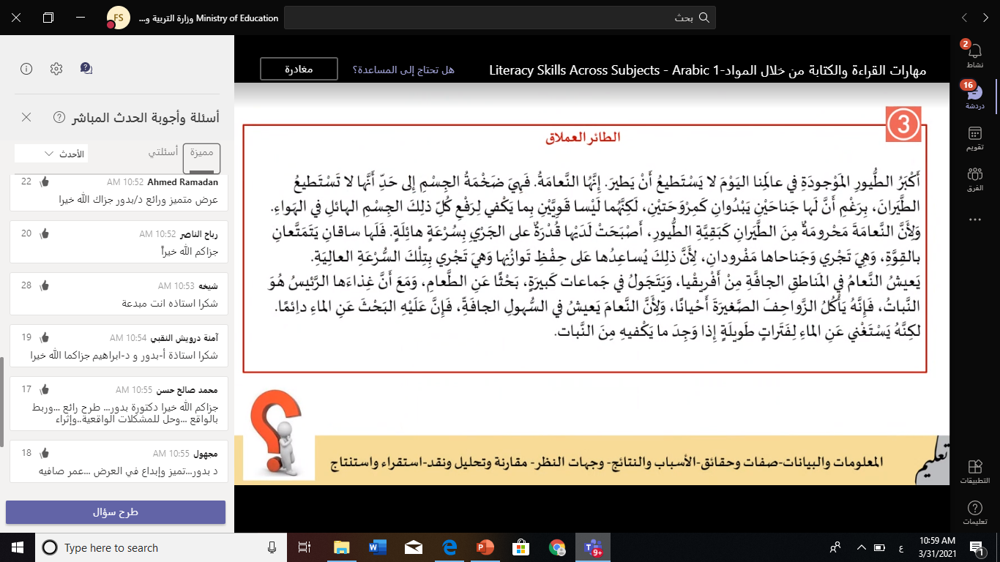 FS
Ministry of Education وزارة التربية و...
بحث
مهارات القراءة والكتابة من خلال المواد-1 Literacy Skills Across Subjects - Arabic
هل تحتاج إلى المساعدة؟
مغادرة
2
نشاط
16
دردشة
تقويم
الفرق
التطبيقات
تعليمات
3
الطائر العملاق
أَكْبَرُ الطُّيورِ المَوْجودَةِ في عالَمِنا اليَوْمَ لا يَسْتَطيعُ أَنْ يَطيرَ. إِنَّها النَّعامَةُ. فَهِيَ ضَخْمَةُ الجِسْمِ إِلى حَدِّ أَنَّها لا تَسْتَطيعُ
الطَّيَرانَ، بِرَغْمِ أَنَّ لَها جَناحَيْنِ يَبْدُوانِ كَمِرْوَحَتَيْنِ، لَكِنَّهُما لَيْسا قَوِيَّيْنِ بِما يَكْفي لِرَفْعِ كُلِّ ذلِكَ الجِسْمِ الهائِلِ في الهَواءِ.
وَلِأَنَّ النَّعامَةَ مَحْرومَةٌ مِنَ الطَّيَرانِ كَبَقِيَّةِ الطُّيورِ، أَصْبَحَتْ لَدَيْها قُدْرَةٌ على الجَرْيِ بِسُرْعَةٍ هائِلَةٍ. فَلَها ساقانِ يَتَمَتَّعانِ
بالقِوَّةِ، وَهِيَ تَجْري وَجَناحاها مَفْرودانِ، لِأَنَّ ذلِكَ يُساعِدُها عَلى حِفْظِ تَوازُنِها وَهِيَ تَجْري بِتِلْكَ السُّرْعَةِ العالِيَةِ.
يَعيشُ النَّعامُ في المَناطِقِ الجافَّةِ مِنْ أَفْريقْيا، وَيَتَجَولُ في جَماعات كَبيرَةٍ، بَحْثًا عَنِ الطَّعامِ، وَمَعَ أَنَّ غِذاءَها الرَّئيسُ هُوَ
النَّباتُ، فَإِنَّهُ يَأْكُلُ الزَّواحِفَ الصَّغيرَةَ أَحْيانًا، وَلِأَنَّ النَّعامَ يَعيشُ في السُّهولِ الجافَةِّ، فَإِنَّ عَلَيْهِ البَحْثَ عَنِ الماءِ دائِمًا.
لكِنَّهُ يَسْتَغْني عَنِ الماءِ لِفَتَراتٍ طَويلَةٍ إِذا وَجِدَ ما يَكْفيهِ مِنَ النَّبات.
تعليم
المعلومات والبيانات-صفات وحقائق-الأسباب والنتائج- وجهات النظر- مقارنة وتحليل ونقد-استقراء واستنتاج
أسئلة وأجوبة الحدث المباشر
مميزة
أسئلتي
الأحدث
Ahmed Ramadan 10:52 AM 22
عرض متميز ورائع د/بدور جزاك الله خيرا
رباح الناصر 10:52 AM 20
جزاكم الله خيراً
شيخه 10:53 AM 28
شكرا استاذه انت مبدعة
آمنة درويش النقبي 10:54 AM 19
شكرا استاذة أ-بدور و د-ابراهيم جزاكما الله خيرا
محمد صالح حسن 10:55 AM 17
جزاكم الله خيرا دكتورة بدور... طرح رائع ...وربط
بالواقع ...وحل للمشكلات الواقعية..وإثراء
مجهول 10:55 AM 18
د بدور...تميز وإبداع في العرض ...عمر صافيه
طرح سؤال
Type here to search
9+
ع
10:59 AM
3/31/2021
1